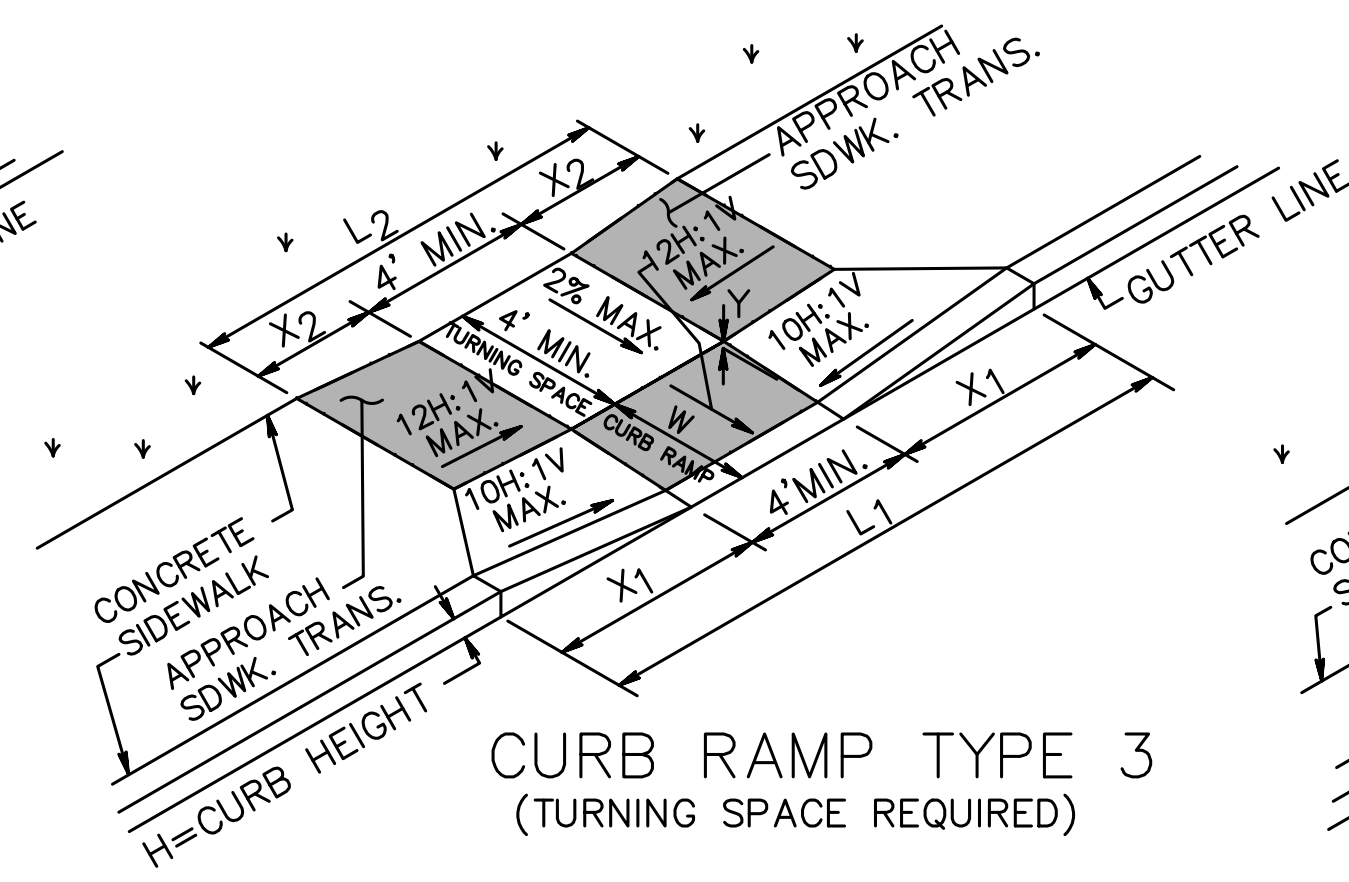 APPROACH
SDWK. TRANS.
NE
L2
X2
4' MIN.
X2
12H:1V
MAX.
Y
GUTTER LINE
2% MAX.
4' MIN.
TURNING SPACE
10H:1V
MAX.
12H:1V
MAX.
W
CURB RAMP
X1
10H:1V
MAX.
4'MIN.
L1
X1
CONCRETE
SIDEWALK
APPROACH
SDWK. TRANS.
H=CURB HEIGHT
CURB RAMP TYPE 3
(TURNING SPACE REQUIRED)